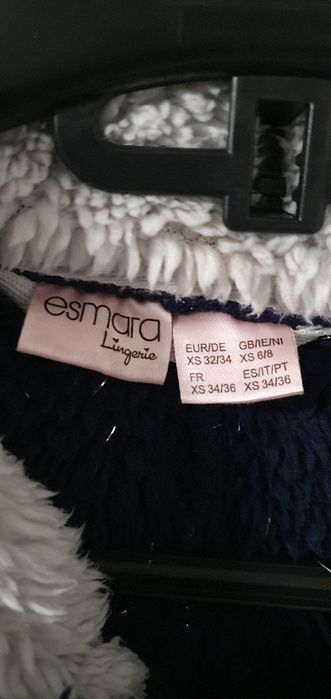 esmara
Lingerie
EUR/DE GB/IE/NI
XS 32/34 XS 6/8
FR ES/IT/PT
XS 34/36 XS 34/36